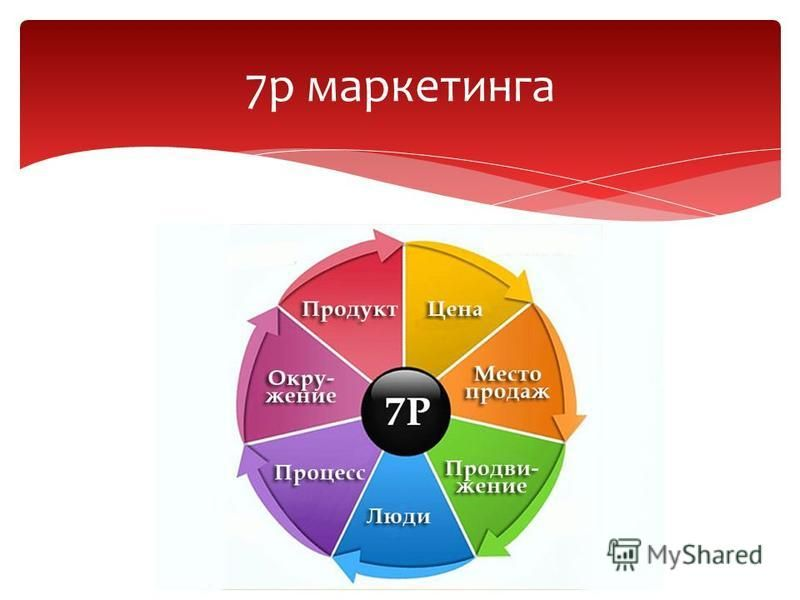 7р маркетинга
Продукт
Цена
Место
продаж
Продви-
жение
Люди
Процесс
Окру-
жение
7P
MyShared